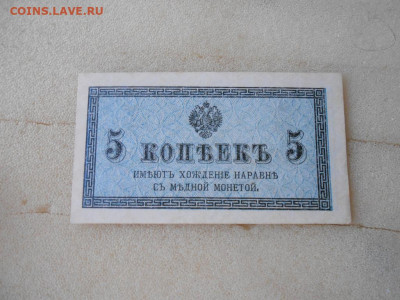 COINS.LAVE.RU
5 КОПѢЕКЪ 5
ИМѢЮТЪ ХОЖДЕНІЕ НАРАВНѢ
СЪ МѢДНОЙ МОНЕТОЙ.